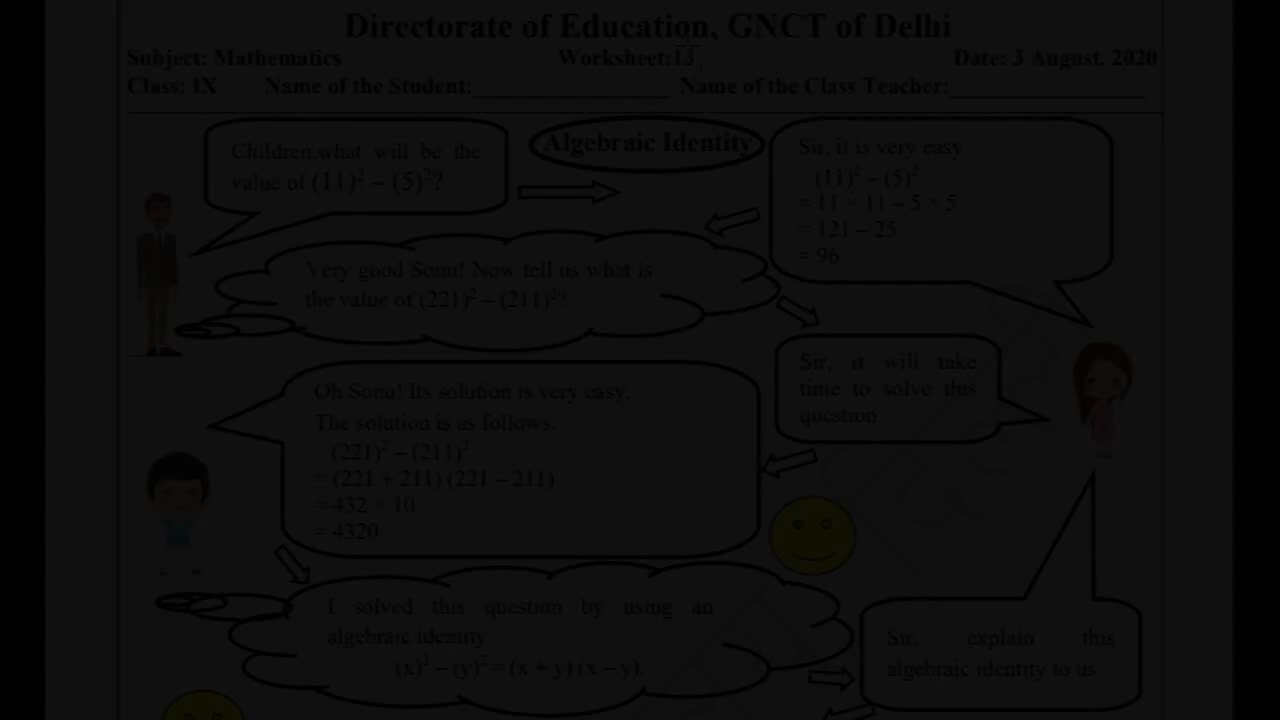 Directorate of Education, GNCT of Delhi
Subject: Mathematics Worksheet:13 Date: 3 August, 2020
Class: IX Name of the Student:__________________ Name of the Class Teacher:__________________
Children,what will be the
value of (11)² – (5)²?
Algebraic Identity
Sir, it is very easy.
(11)² – (5)²
= 11 × 11 – 5 × 5
= 121 – 25
= 96
Very good Sonu! Now tell us what is
the value of (221)² – (211)²?
Sir, it will take
time to solve this
question.
Oh Sonu! Its solution is very easy.
The solution is as follows:
(221)² – (211)²
= (221 + 211) (221 – 211)
= 432 × 10
= 4320
I solved this question by using an
algebraic identity
(x)² – (y)² = (x + y) (x – y).
Sir, explain this
algebraic identity to us